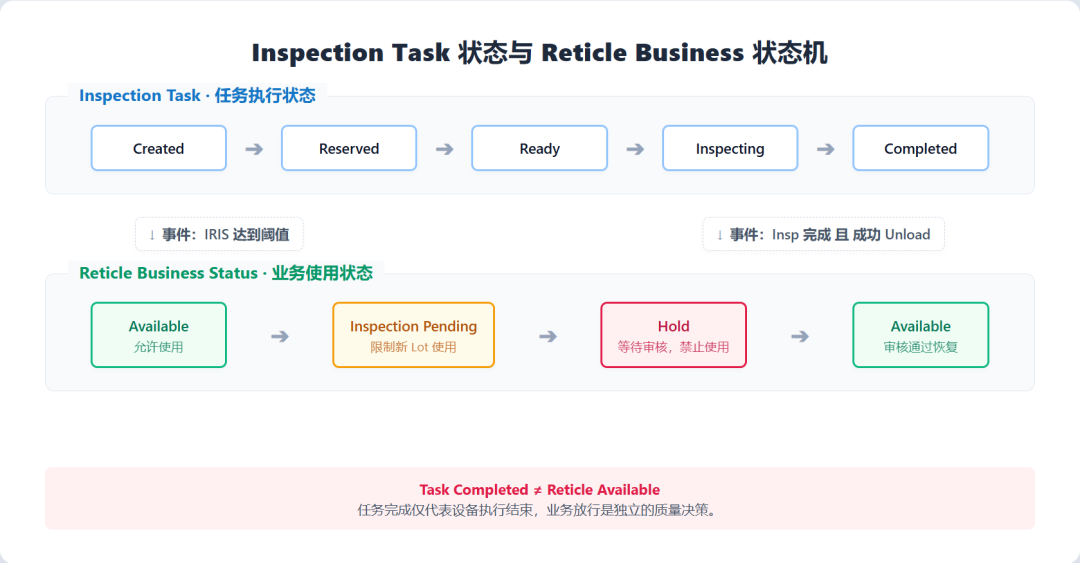 Inspection Task 状态与 Reticle Business 状态机
Inspection Task · 任务执行状态
Created ➔ Reserved ➔ Ready ➔ Inspecting ➔ Completed
↓ 事件：IRIS 达到阈值
↓ 事件：Insp 完成 且 成功 Unload
Reticle Business Status · 业务使用状态
Available
允许使用
➔
Inspection Pending
限制新 Lot 使用
➔
Hold
等待审核，禁止使用
➔
Available
审核通过恢复
Task Completed ≠ Reticle Available
任务完成仅代表设备执行结束，业务放行是独立的质量决策。